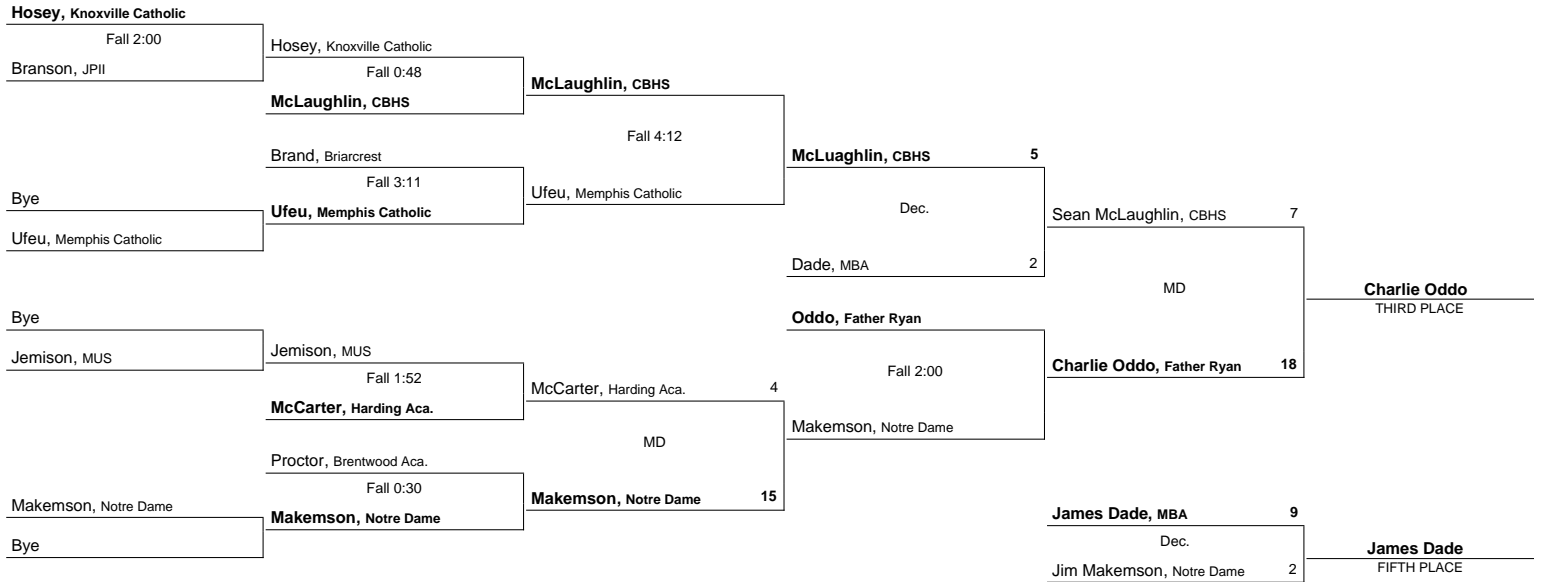 Hosey, Knoxville Catholic
Fall 2:00
Branson, JPII
Bye
Ufeu, Memphis Catholic
Bye
Jemison, MUS
Makemson, Notre Dame
Bye
Hosey, Knoxville Catholic
Fall 0:48
McLaughlin, CBHS
Brand, Briarcrest
Fall 3:11
Ufeu, Memphis Catholic
Jemison, MUS
Fall 1:52
McCarter, Harding Aca.
Proctor, Brentwood Aca.
Fall 0:30
Makemson, Notre Dame
McLaughlin, CBHS
Fall 4:12
Ufeu, Memphis Catholic
McCarter, Harding Aca. 4
MD
Makemson, Notre Dame 15
McLuaghlin, CBHS 5
Dec.
Dade, MBA 2
Oddo, Father Ryan
Fall 2:00
Makemson, Notre Dame
Sean McLaughlin, CBHS 7
MD
Charlie Oddo, Father Ryan 18
Charlie Oddo
THIRD PLACE
James Dade, MBA 9
Dec.
Jim Makemson, Notre Dame 2
James Dade
FIFTH PLACE